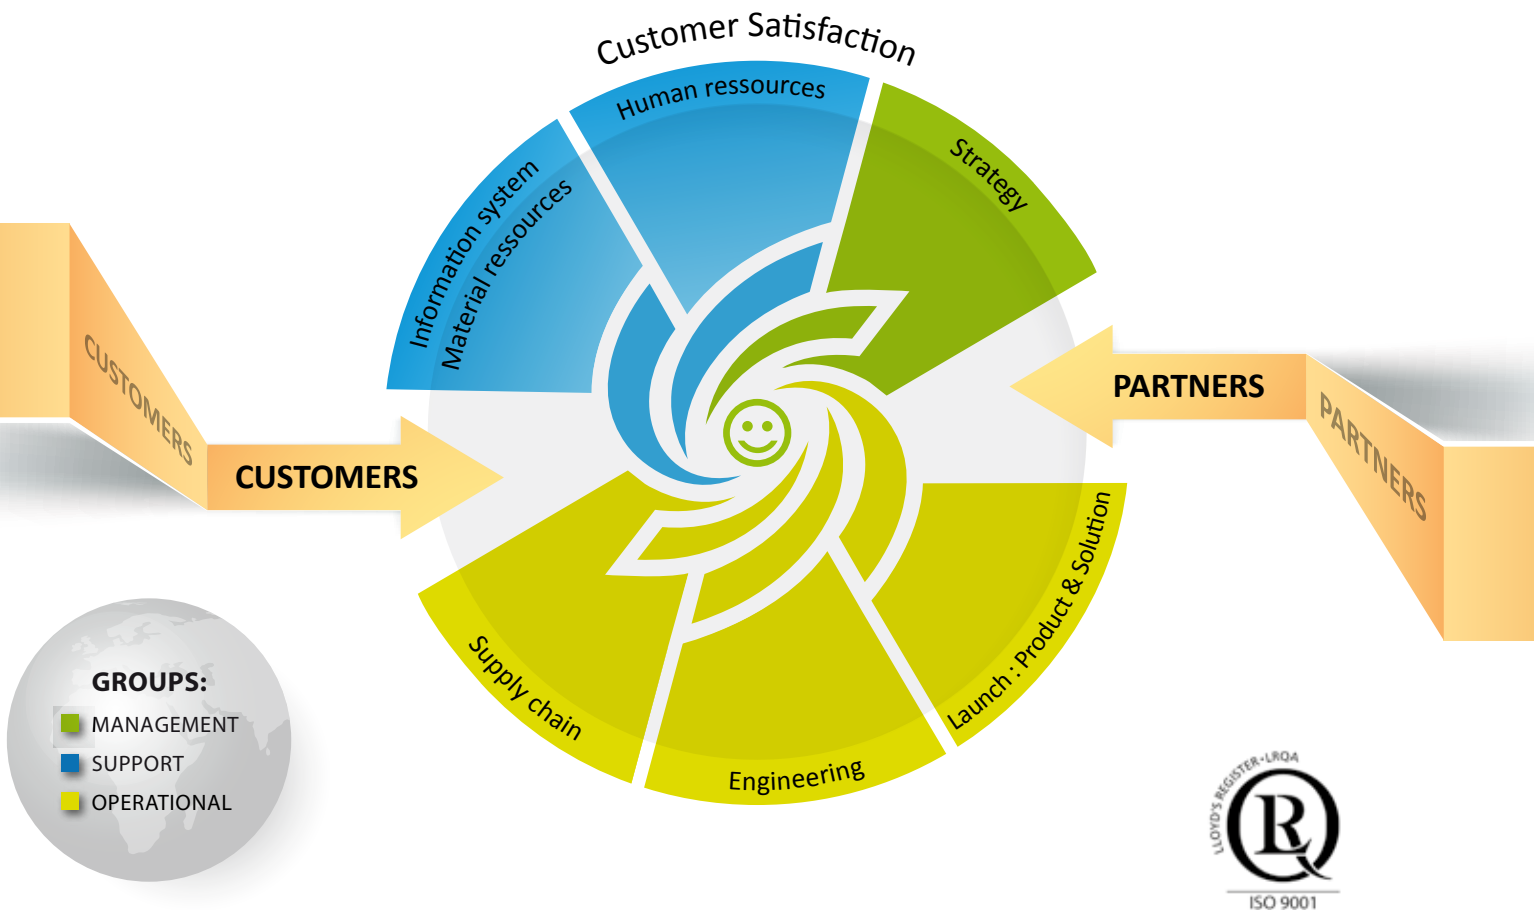 Customer Satisfaction
Human ressources
Strategy
Information system
Material ressources
CUSTOMERS
CUSTOMERS
PARTNERS
PARTNERS
Launch : Product & Solution
Supply chain
Engineering
GROUPS:
MANAGEMENT
SUPPORT
OPERATIONAL
LLOYD'S REGISTER•LRQA
LR
ISO 9001